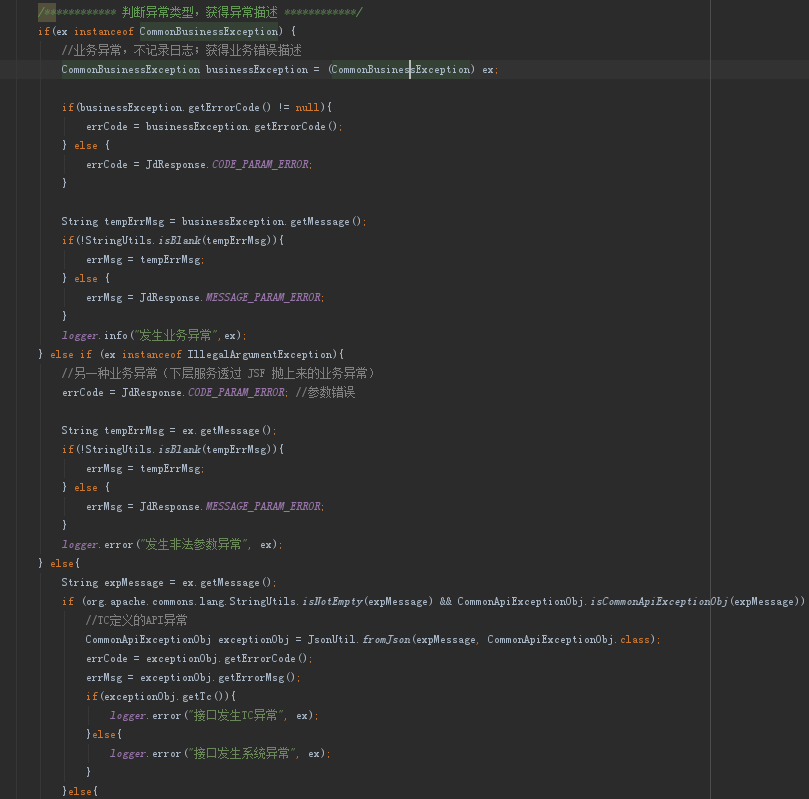 /************ 判断异常类型，获得异常描述 ************/
if(ex instanceof CommonBusinessException) {
//业务异常，不记录日志；获得业务错误描述
CommonBusinessException businessException = (CommonBusinessException) ex;
if(businessException.getErrorCode() != null){
errCode = businessException.getErrorCode();
} else {
errCode = JdResponse.CODE_PARAM_ERROR;
}
String tempErrMsg = businessException.getMessage();
if(!StringUtils.isBlank(tempErrMsg)){
errMsg = tempErrMsg;
} else {
errMsg = JdResponse.MESSAGE_PARAM_ERROR;
}
logger.info("发生业务异常",ex);
} else if (ex instanceof IllegalArgumentException){
//另一种业务异常（下层服务透过 JSF 抛上来的业务异常）
errCode = JdResponse.CODE_PARAM_ERROR; //参数错误
String tempErrMsg = ex.getMessage();
if(!StringUtils.isBlank(tempErrMsg)){
errMsg = tempErrMsg;
} else {
errMsg = JdResponse.MESSAGE_PARAM_ERROR;
}
logger.error("发生非法参数异常", ex);
} else{
String expMessage = ex.getMessage();
if (org.apache.commons.lang.StringUtils.isNotEmpty(expMessage) && CommonApiExceptionObj.isCommonApiExceptionObj(expMessage))
//TC定义的API异常
CommonApiExceptionObj exceptionObj = JsonUtil.fromJson(expMessage, CommonApiExceptionObj.class);
errCode = exceptionObj.getErrorCode();
errMsg = exceptionObj.getErrorMsg();
if(exceptionObj.getTc()){
logger.error("接口发生TC异常", ex);
}else{
logger.error("接口发生系统异常", ex);
}
}else{